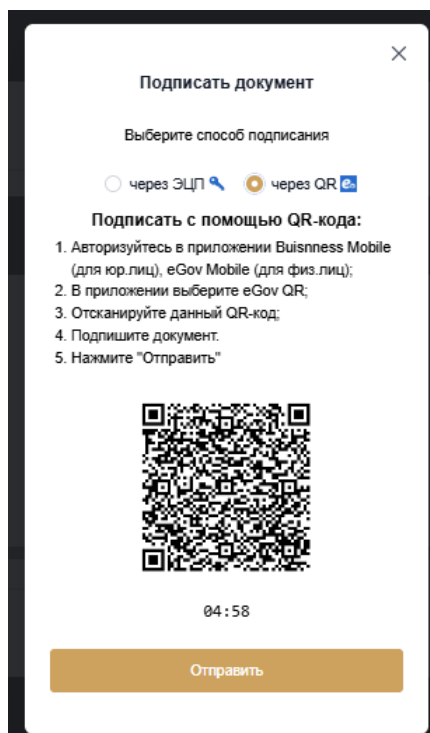 Подписать документ
Выберите способ подписания
через ЭЦП через QR
Подписать с помощью QR-кода:
1. Авторизуйтесь в приложении Buisnness Mobile
(для юр.лиц), eGov Mobile (для физ.лиц);
2. В приложении выберите eGov QR;
3. Отсканируйте данный QR-код;
4. Подпишите документ.
5. Нажмите "Отправить"
04:58
Отправить